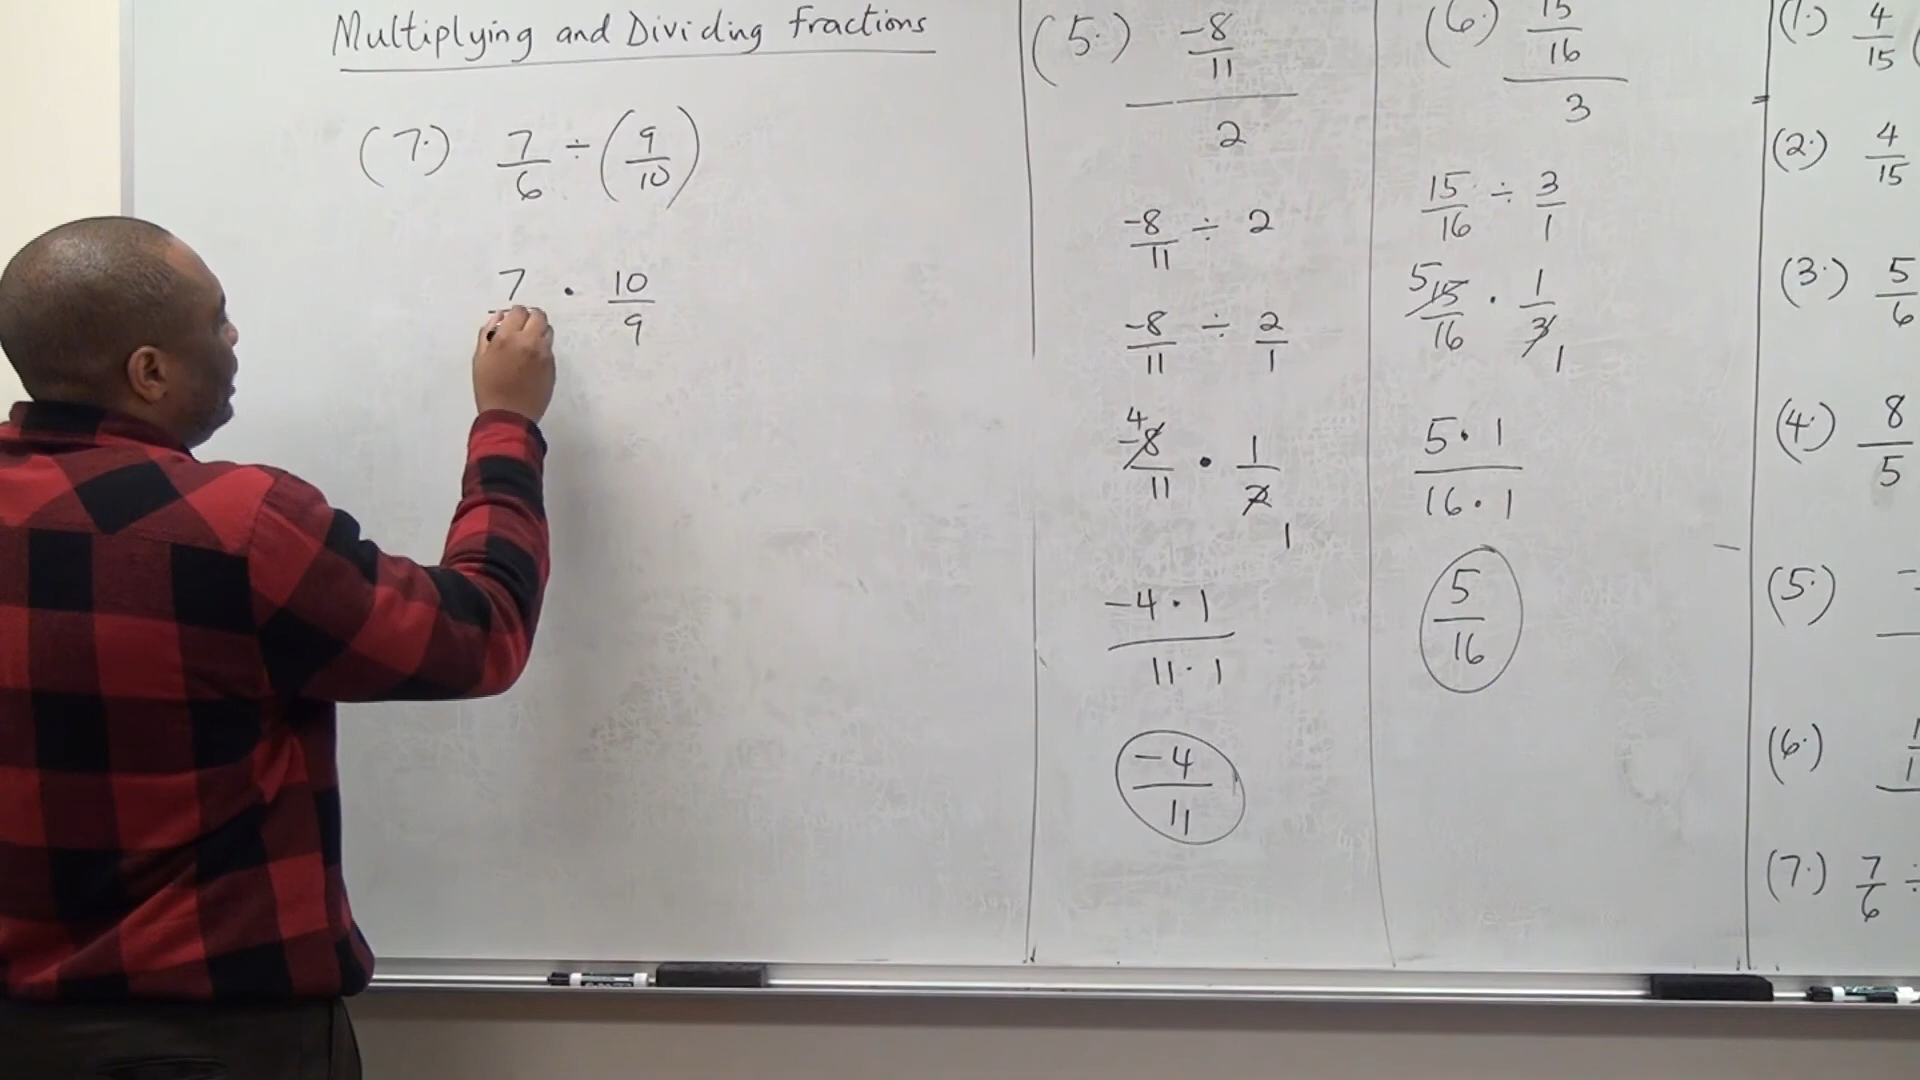 Multiplying and Dividing fractions
(7.) 7/6 ÷ (9/10)
7 · 10/9
(5.) -8/11
2
-8/11 ÷ 2
-8/11 ÷ 2/1
4
-8/11 · 1/2
1
-4 · 1
11 · 1
-4/11
(6.) 15/16
3
15/16 ÷ 3/1
5 15/16 · 1/3 1
5 · 1
16 · 1
5/16
(1.) 4/15 (
(2.) 4/15
(3.) 5/6
(4.) 8/5
(5.) -
(6.) 1
1
(7.) 7/6 ÷